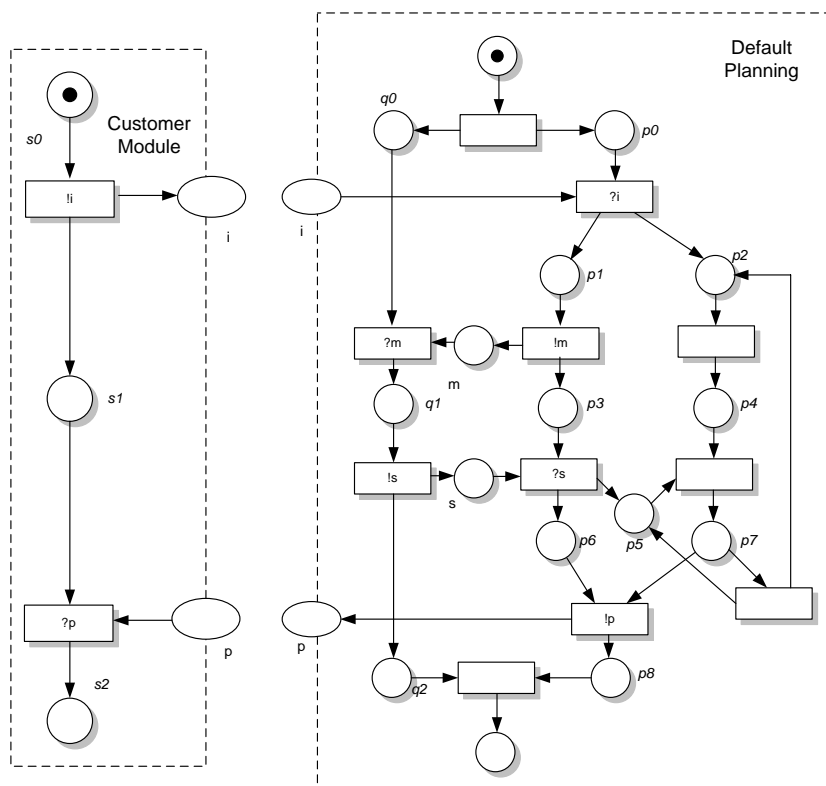 Default
Planning
Customer
Module
q0
p0
s0
!i
?i
i
i
p1
p2
?m
!m
m
s1
q1
p3
p4
!s
?s
s
p5
p6
p7
?p
!p
p
p
s2
q2
p8